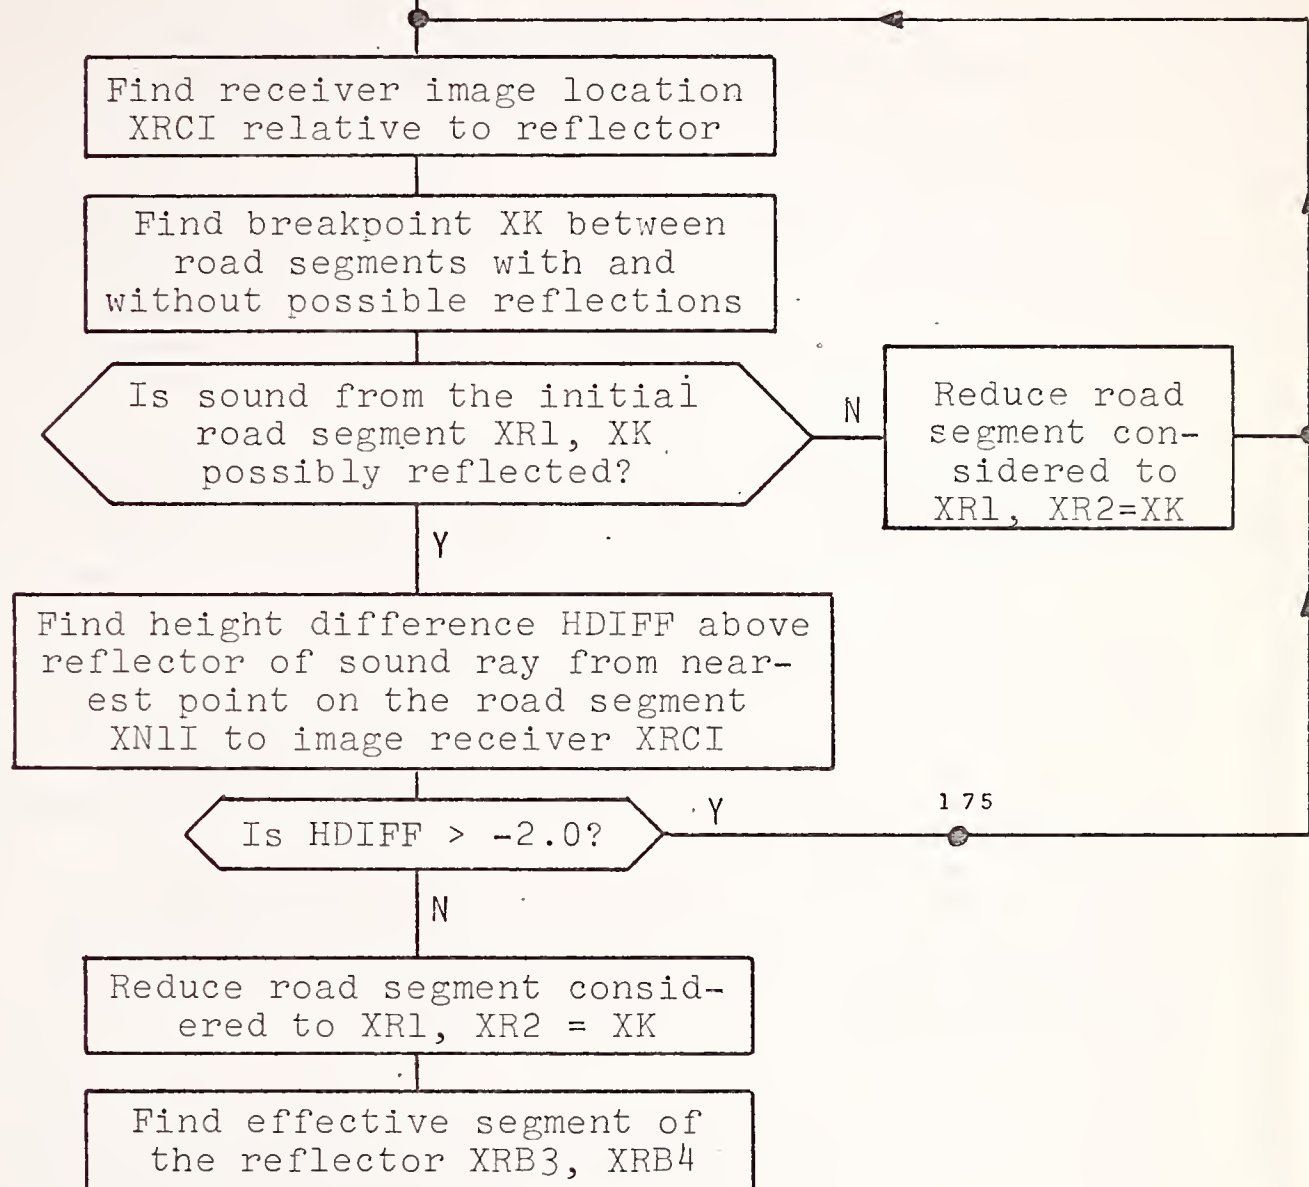 Find receiver image location
XRCI relative to reflector
Find breakpoint XK between
road segments with and
without possible reflections
Is sound from the initial
road segment XR1, XK
possibly reflected?
N
Reduce road
segment con-
sidered to
XR1, XR2=XK
Y
Find height difference HDIFF above
reflector of sound ray from near-
est point on the road segment
XN1I to image receiver XRCI
Is HDIFF > -2.0?
Y
175
N
Reduce road segment consid-
ered to XR1, XR2 = XK
Find effective segment of
the reflector XRB3, XRB4